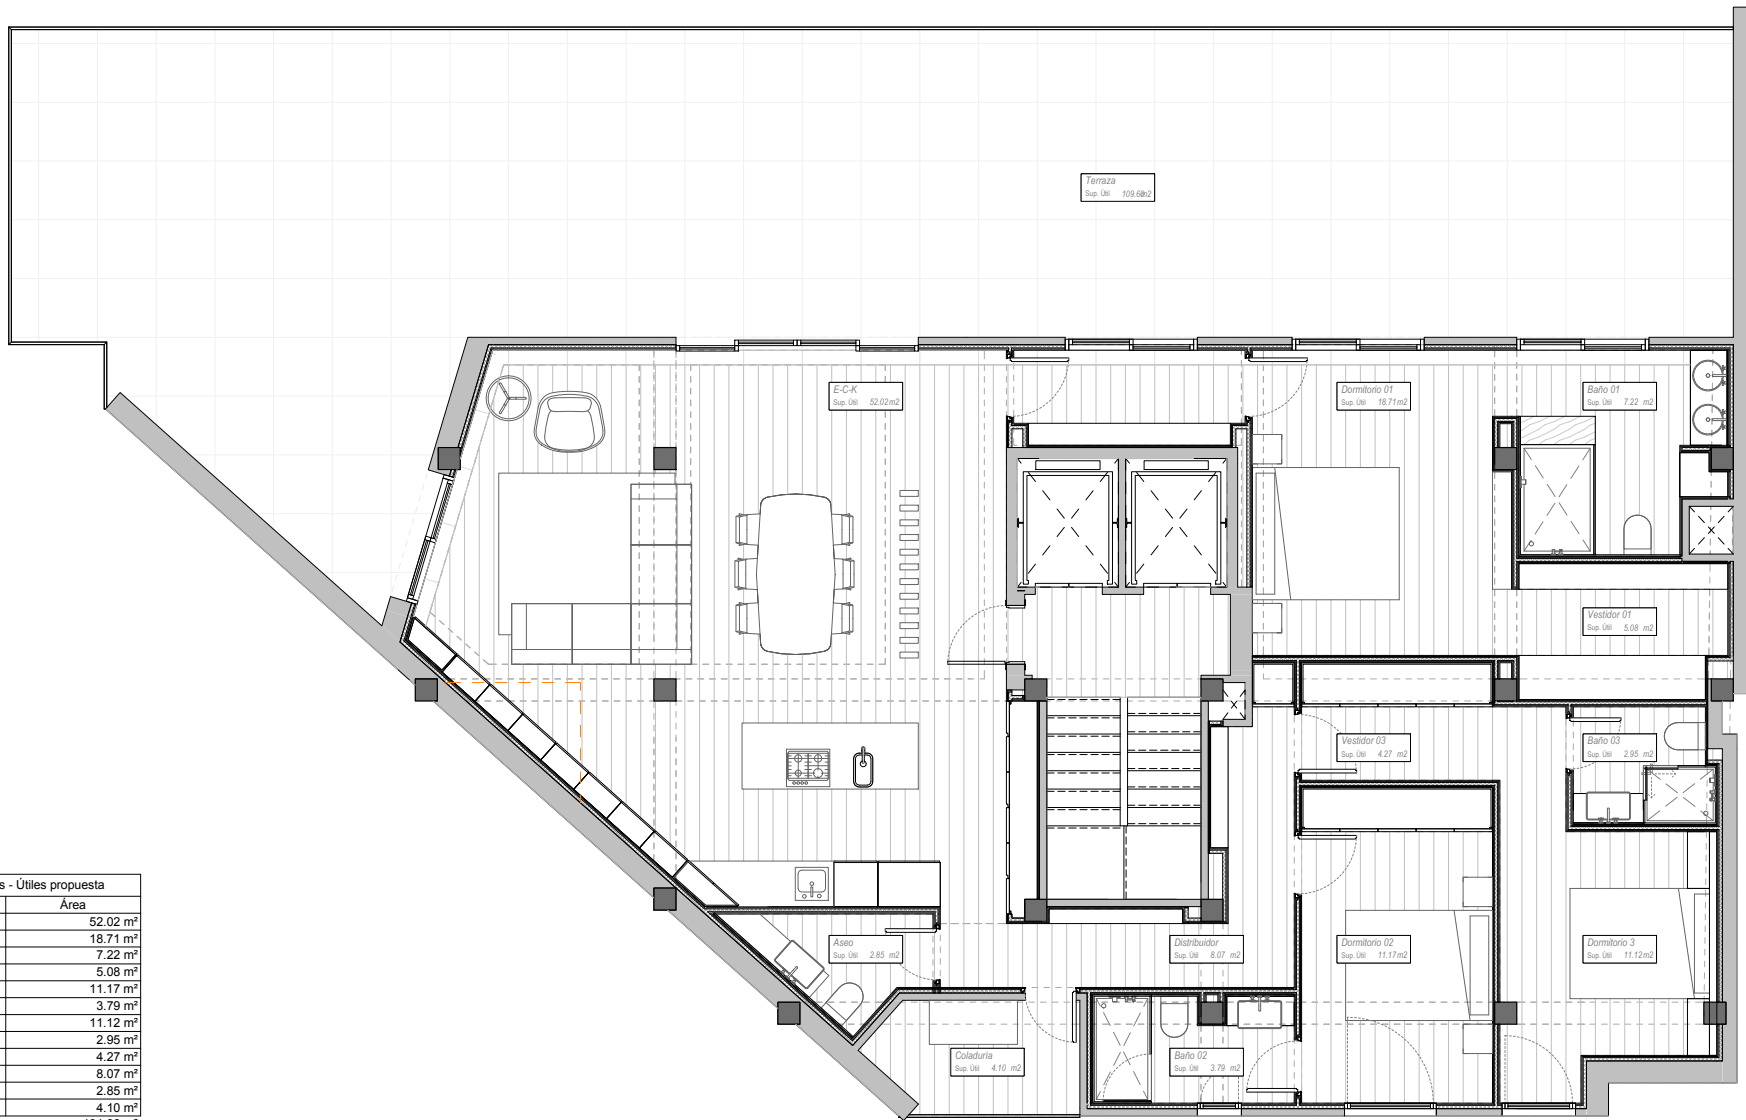 Terraza
Sup. Útil 109.68m2
E-C-K
Sup. Útil 52.02m2
Dormitorio 01
Sup. Útil 18.71m2
Baño 01
Sup. Útil 7.22 m2
Vestidor 01
Sup. Útil 5.08 m2
Vestidor 03
Sup. Útil 4.27 m2
Baño 03
Sup. Útil 2.95 m2
Aseo
Sup. Útil 2.85 m2
Distribuidor
Sup. Útil 8.07 m2
Dormitorio 02
Sup. Útil 11.17m2
Dormitorio 3
Sup. Útil 11.12m2
Coladuría
Sup. Útil 4.10 m2
Baño 02
Sup. Útil 3.79 m2
s - Útiles propuesta
Área
52.02 m²
18.71 m²
7.22 m²
5.08 m²
11.17 m²
3.79 m²
11.12 m²
2.95 m²
4.27 m²
8.07 m²
2.85 m²
4.10 m²